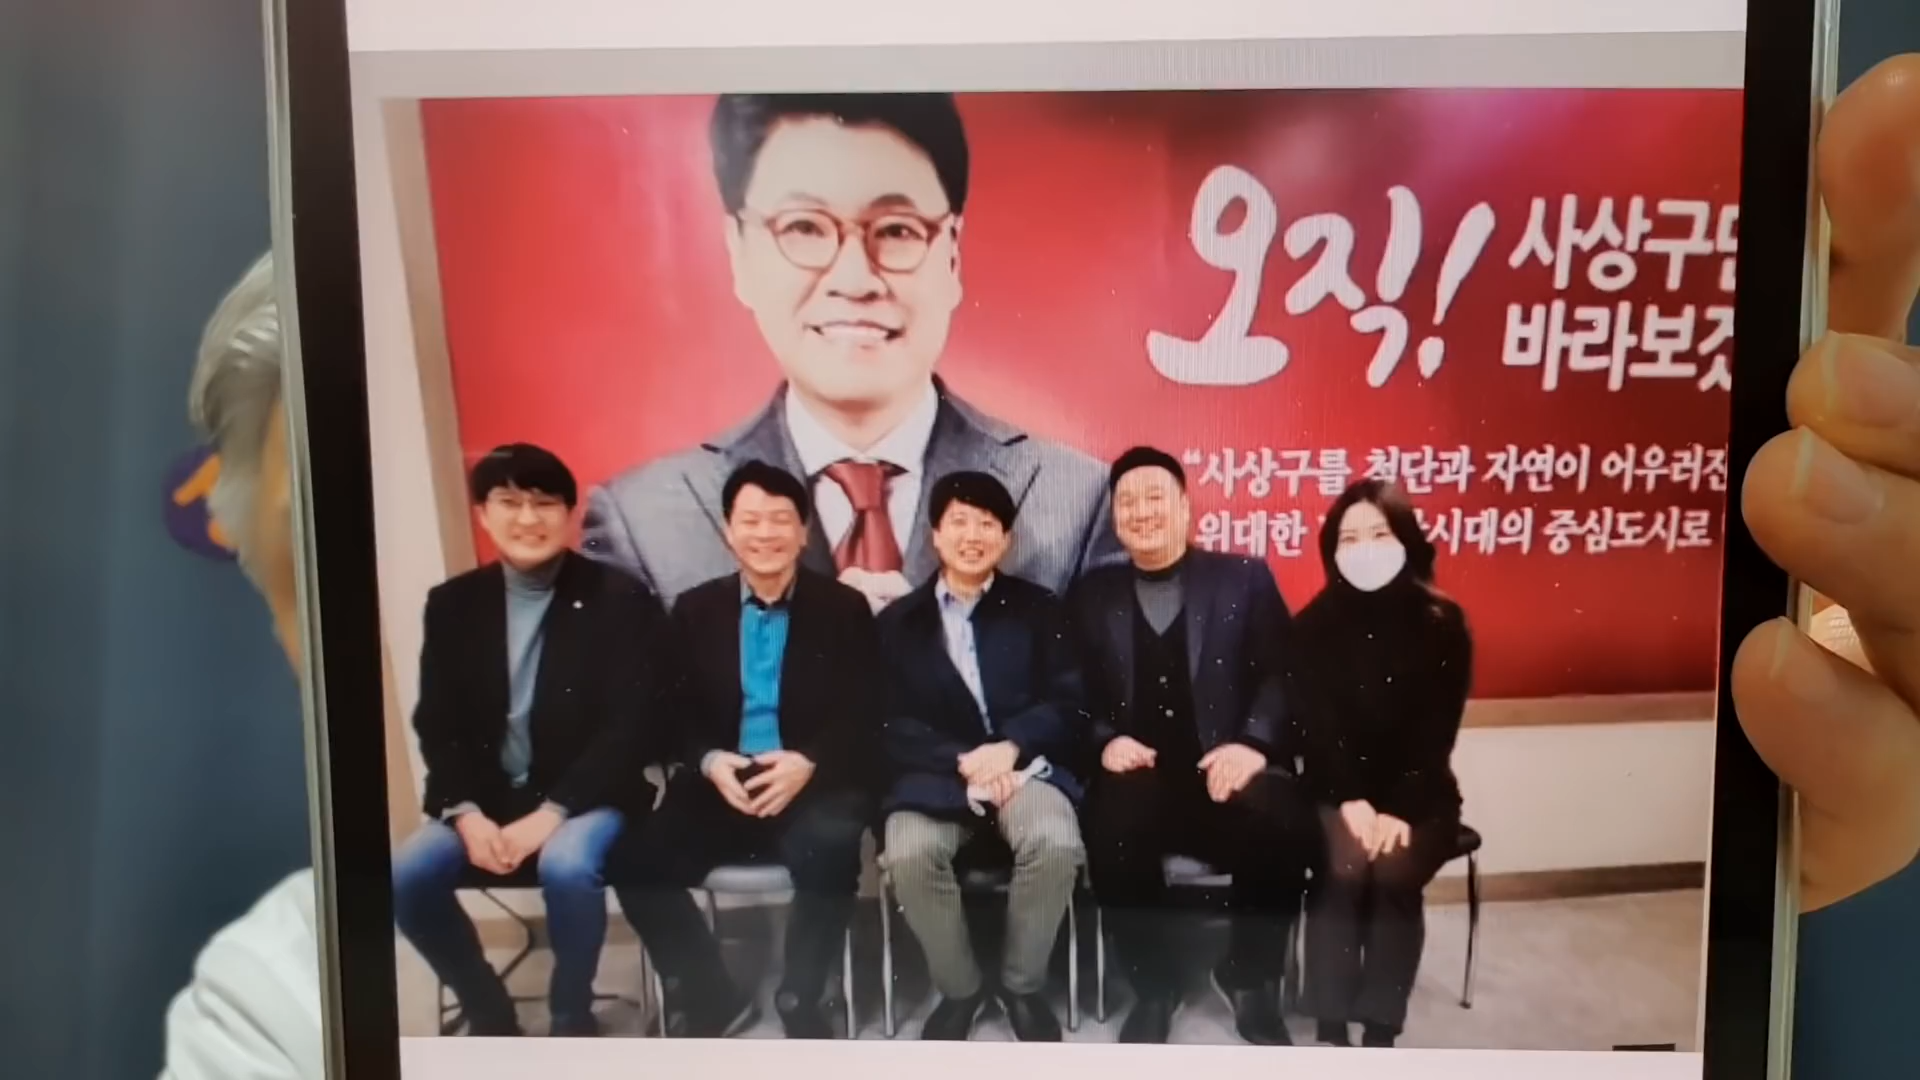 오직!
사상구만
바라보겠
"사상구를 첨단과 자연이 어우러진
위대한 시대의 중심도시로